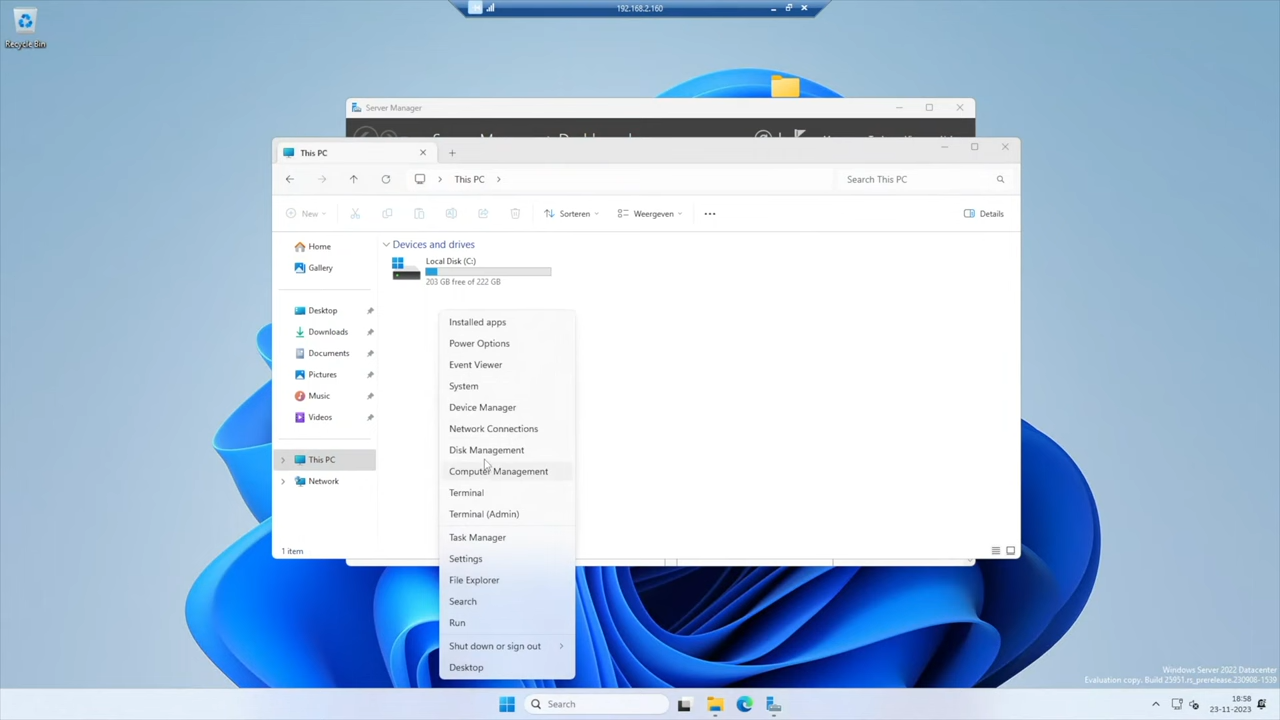 192.168.2.160
Recycle Bin
Server Manager
This PC
This PC
Search This PC
New
Sorteren
Weergeven
Details
Home
Gallery
Desktop
Downloads
Documents
Pictures
Music
Videos
This PC
Network
Devices and drives
Local Disk (C:)
203 GB free of 222 GB
Installed apps
Power Options
Event Viewer
System
Device Manager
Network Connections
Disk Management
Computer Management
Terminal
Terminal (Admin)
Task Manager
Settings
File Explorer
Search
Run
Shut down or sign out
Desktop
1 item
Windows Server 2022 Datacenter
Evaluation copy. Build 25951.rs_prerelease.230908-1539
Search
18:58
23-11-2023